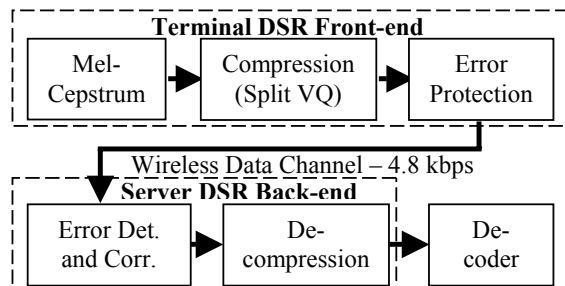 Terminal DSR Front-end
Mel-
Cepstrum
Compression
(Split VQ)
Error
Protection
Wireless Data Channel – 4.8 kbps
Server DSR Back-end
Error Det.
and Corr.
De-
compression
De-
coder